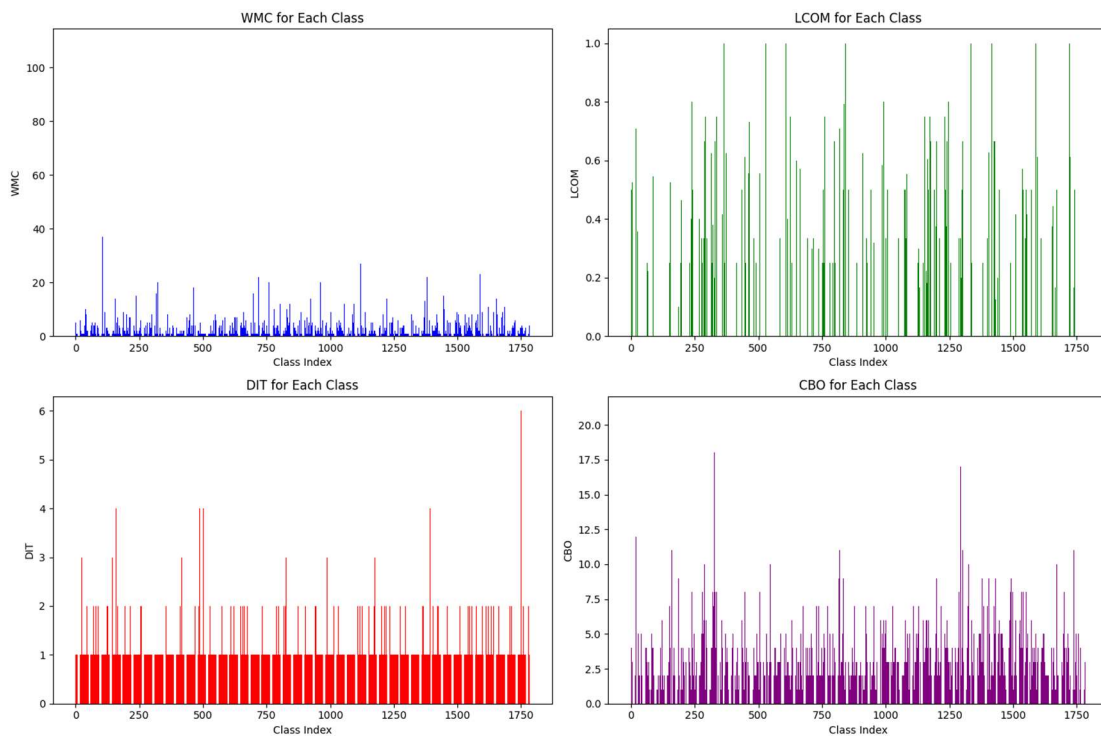 WMC for Each Class
100
80
60
40
20
0
WMC
0 250 500 750 1000 1250 1500 1750
Class Index
LCOM for Each Class
1.0
0.8
0.6
0.4
0.2
0.0
LCOM
0 250 500 750 1000 1250 1500 1750
Class Index
DIT for Each Class
6
5
4
3
2
1
0
DIT
0 250 500 750 1000 1250 1500 1750
Class Index
CBO for Each Class
20.0
17.5
15.0
12.5
10.0
7.5
5.0
2.5
0.0
CBO
0 250 500 750 1000 1250 1500 1750
Class Index